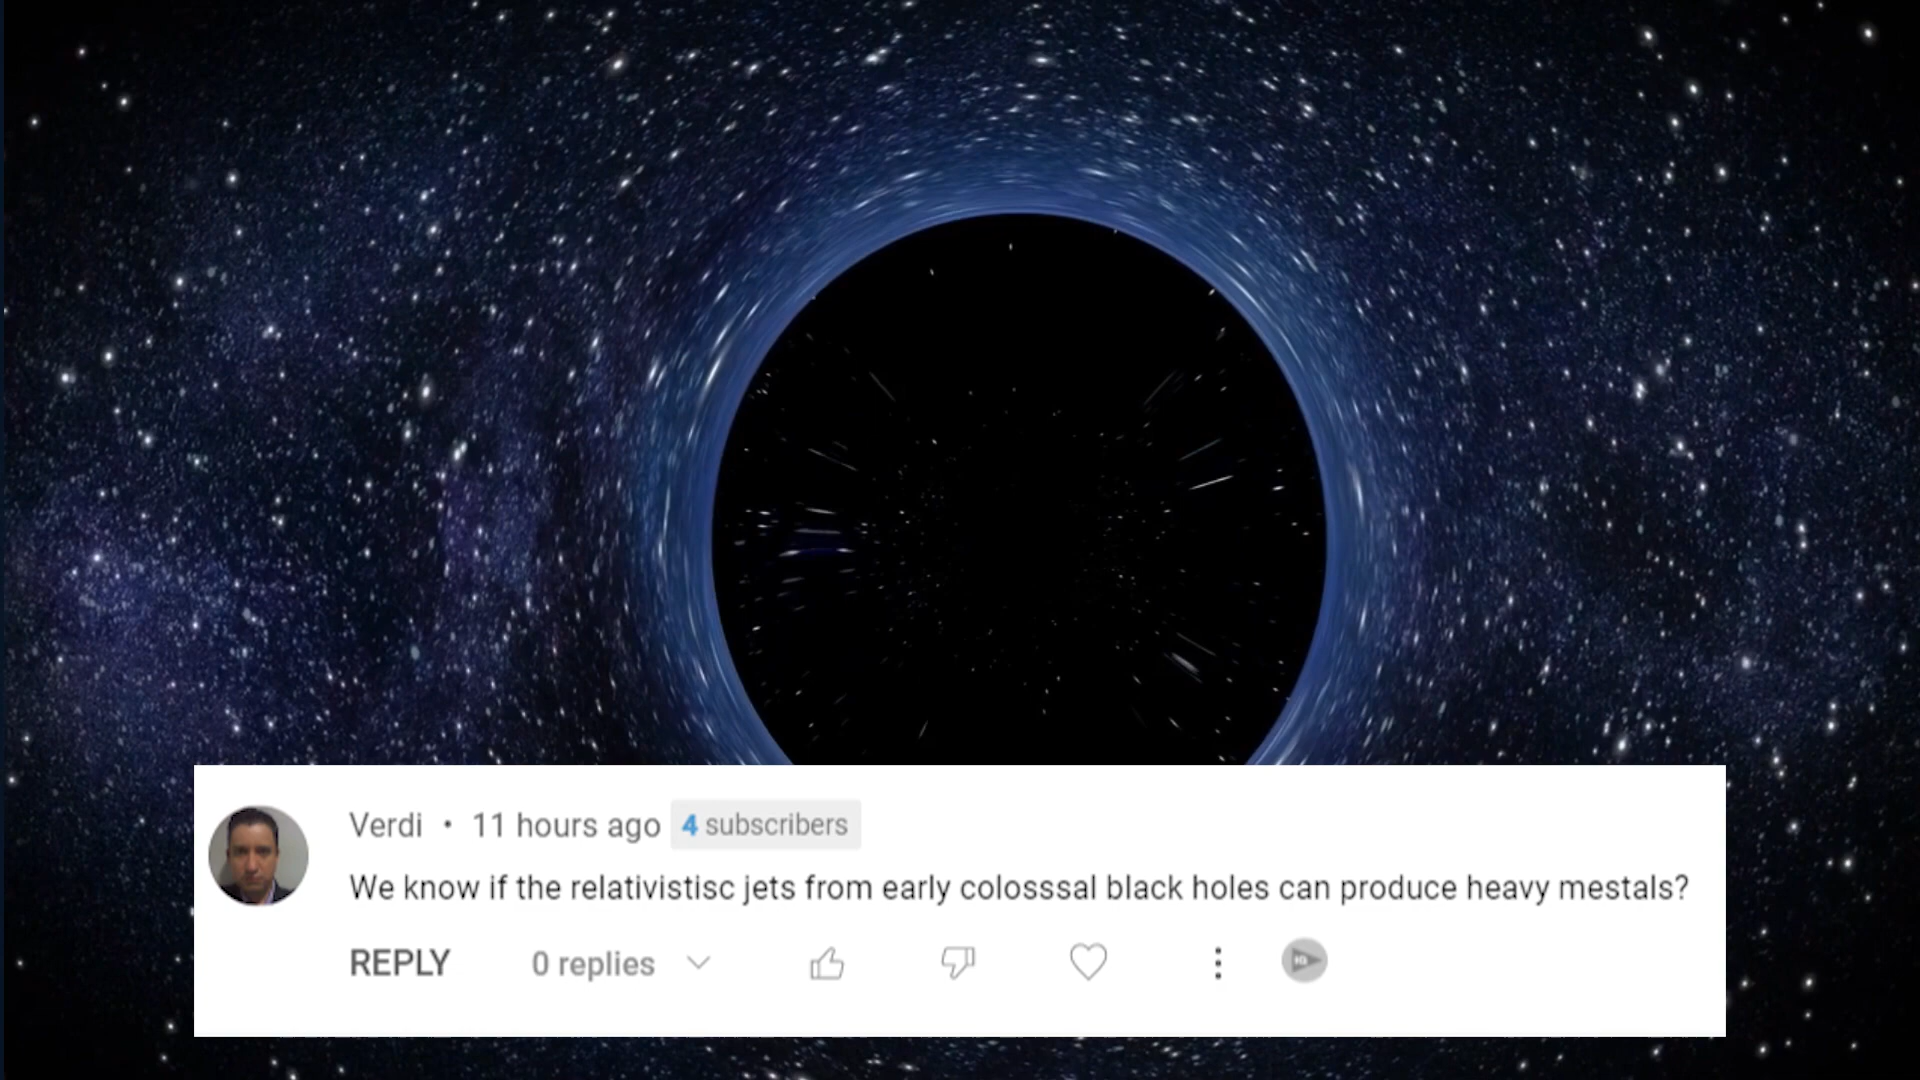 Verdi • 11 hours ago 4 subscribers
We know if the relativistisc jets from early colosssal black holes can produce heavy mestals?
REPLY 0 replies